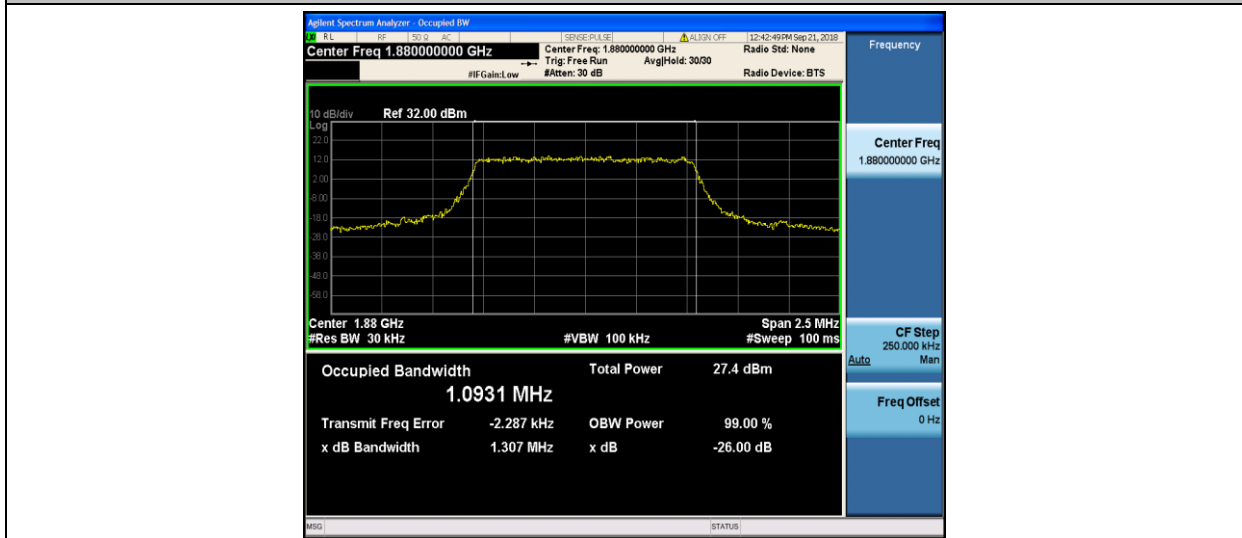 Agilent Spectrum Analyzer - Occupied BW
RL RF 50 Ω AC SENSE:PULSE ALIGN OFF 12:42:49PM Sep 21, 2018
Center Freq 1.880000000 GHz
Center Freq: 1.880000000 GHz Radio Std: None
Trig: Free Run Avg|Hold: 30/30
#IFGain:Low #Atten: 30 dB Radio Device: BTS
Frequency
10 dB/div Ref 32.00 dBm
Log
22.0
12.0
2.00
-8.00
-18.0
-28.0
-38.0
-48.0
-58.0
Center 1.88 GHz Span 2.5 MHz
#Res BW 30 kHz #VBW 100 kHz #Sweep 100 ms
Occupied Bandwidth Total Power 27.4 dBm
1.0931 MHz
Transmit Freq Error -2.287 kHz OBW Power 99.00 %
x dB Bandwidth 1.307 MHz x dB -26.00 dB
Center Freq
1.880000000 GHz
CF Step
250.000 kHz
Auto Man
Freq Offset
0 Hz
MSG STATUS